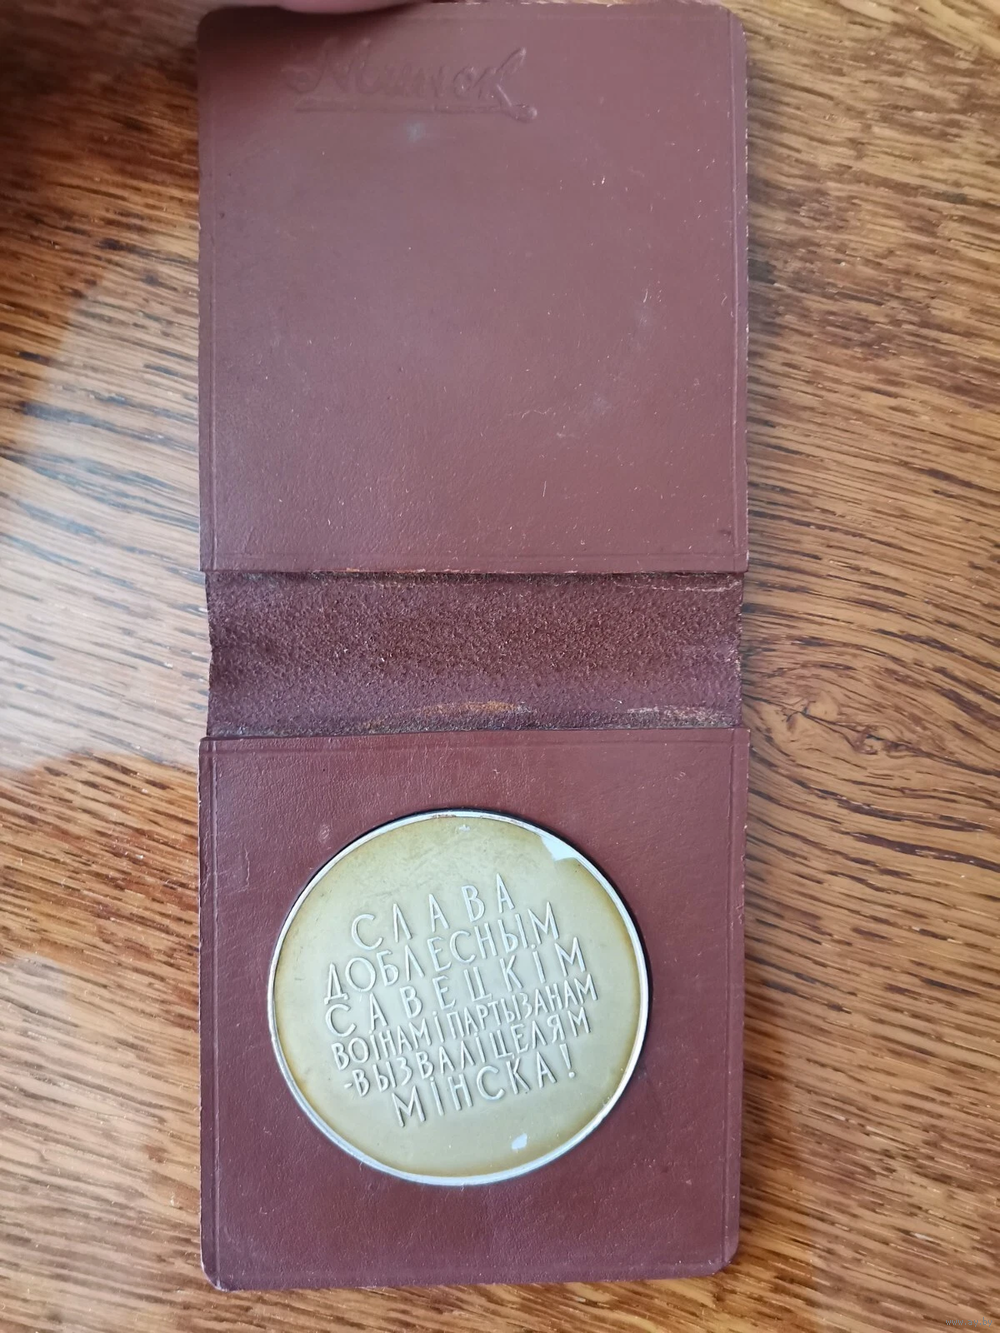 Минск
СЛАВА
ДОБЛЕСНЫМ
САВЕЦКІМ
ВОІНАМ І ПАРТЫЗАНАМ
-ВЫЗВАЛІЦЕЛЯМ
МІНСКА!